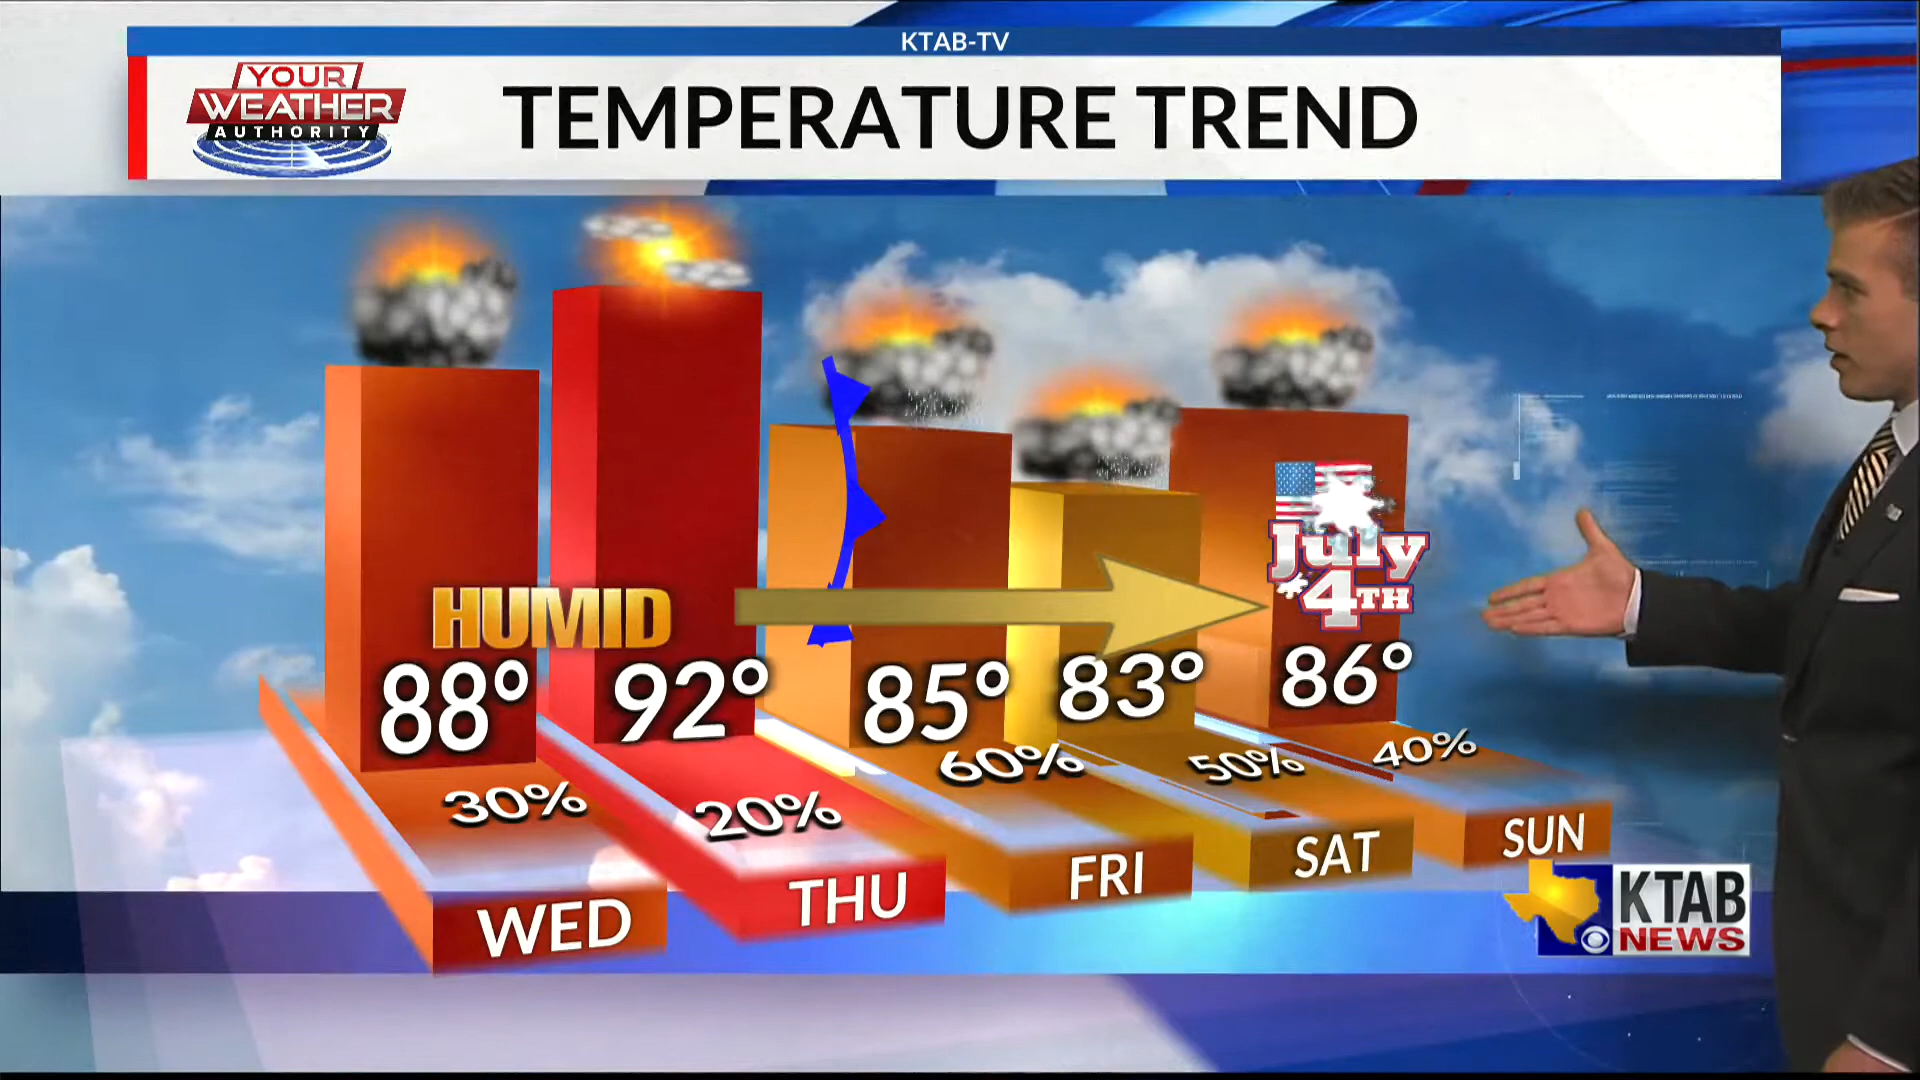 KTAB-TV
YOUR
WEATHER
AUTHORITY
TEMPERATURE TREND
HUMID
July
4TH
88° 92° 85° 83° 86°
30% 20% 60% 50% 40%
WED THU FRI SAT SUN
KTAB
NEWS